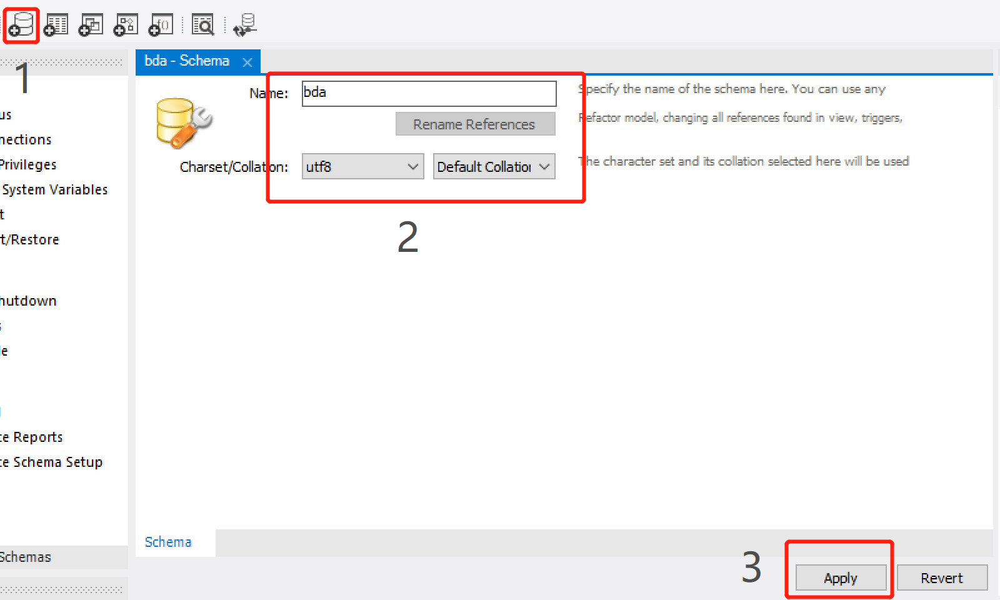 1
us
nections
Privileges
System Variables
t
t/Restore
hutdown
s
le
ce Reports
ce Schema Setup
Schemas
bda - Schema
Name: bda
Specify the name of the schema here. You can use any
Rename References
Refactor model, changing all references found in view, triggers,
Charset/Collation: utf8 Default Collation
The character set and its collation selected here will be used
2
Schema
3
Apply Revert